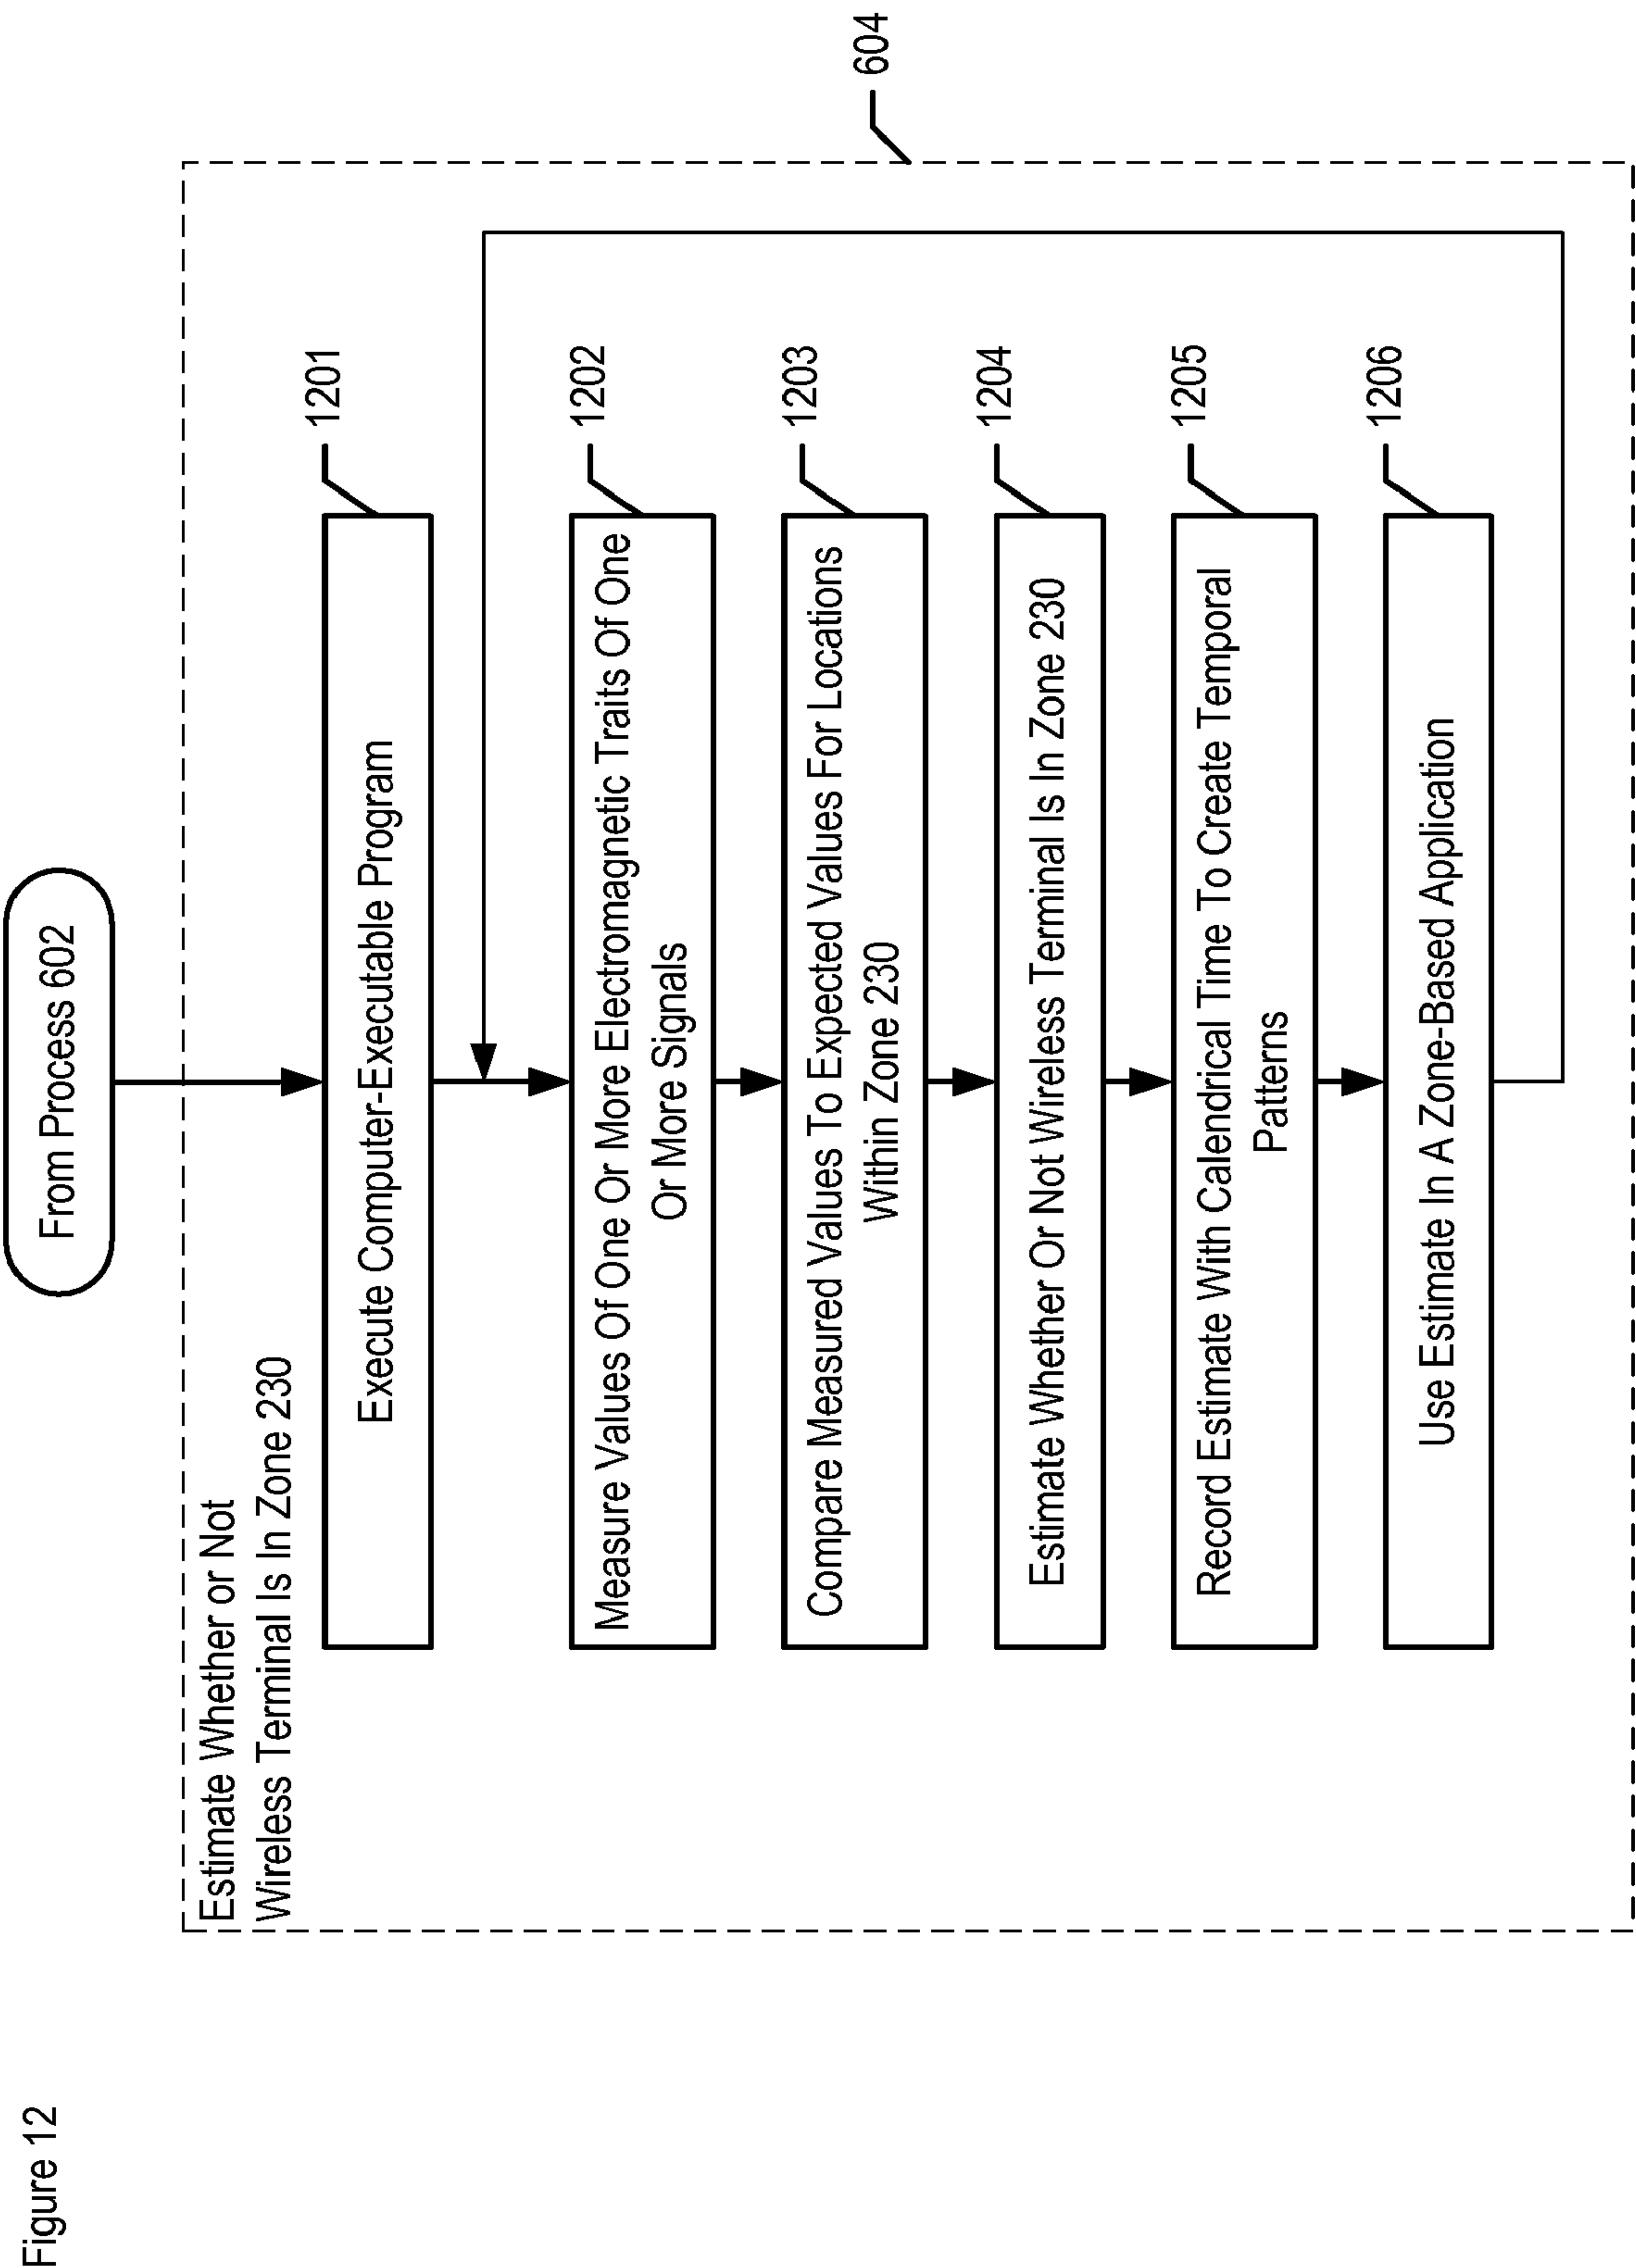 Figure 12
From Process 602
604
Estimate Whether or Not
Wireless Terminal Is In Zone 230
1201
Execute Computer-Executable Program
1202
Measure Values Of One Or More Electromagnetic Traits Of One
Or More Signals
1203
Compare Measured Values To Expected Values For Locations
Within Zone 230
1204
Estimate Whether Or Not Wireless Terminal Is In Zone 230
1205
Record Estimate With Calendrical Time To Create Temporal
Patterns
1206
Use Estimate In A Zone-Based Application